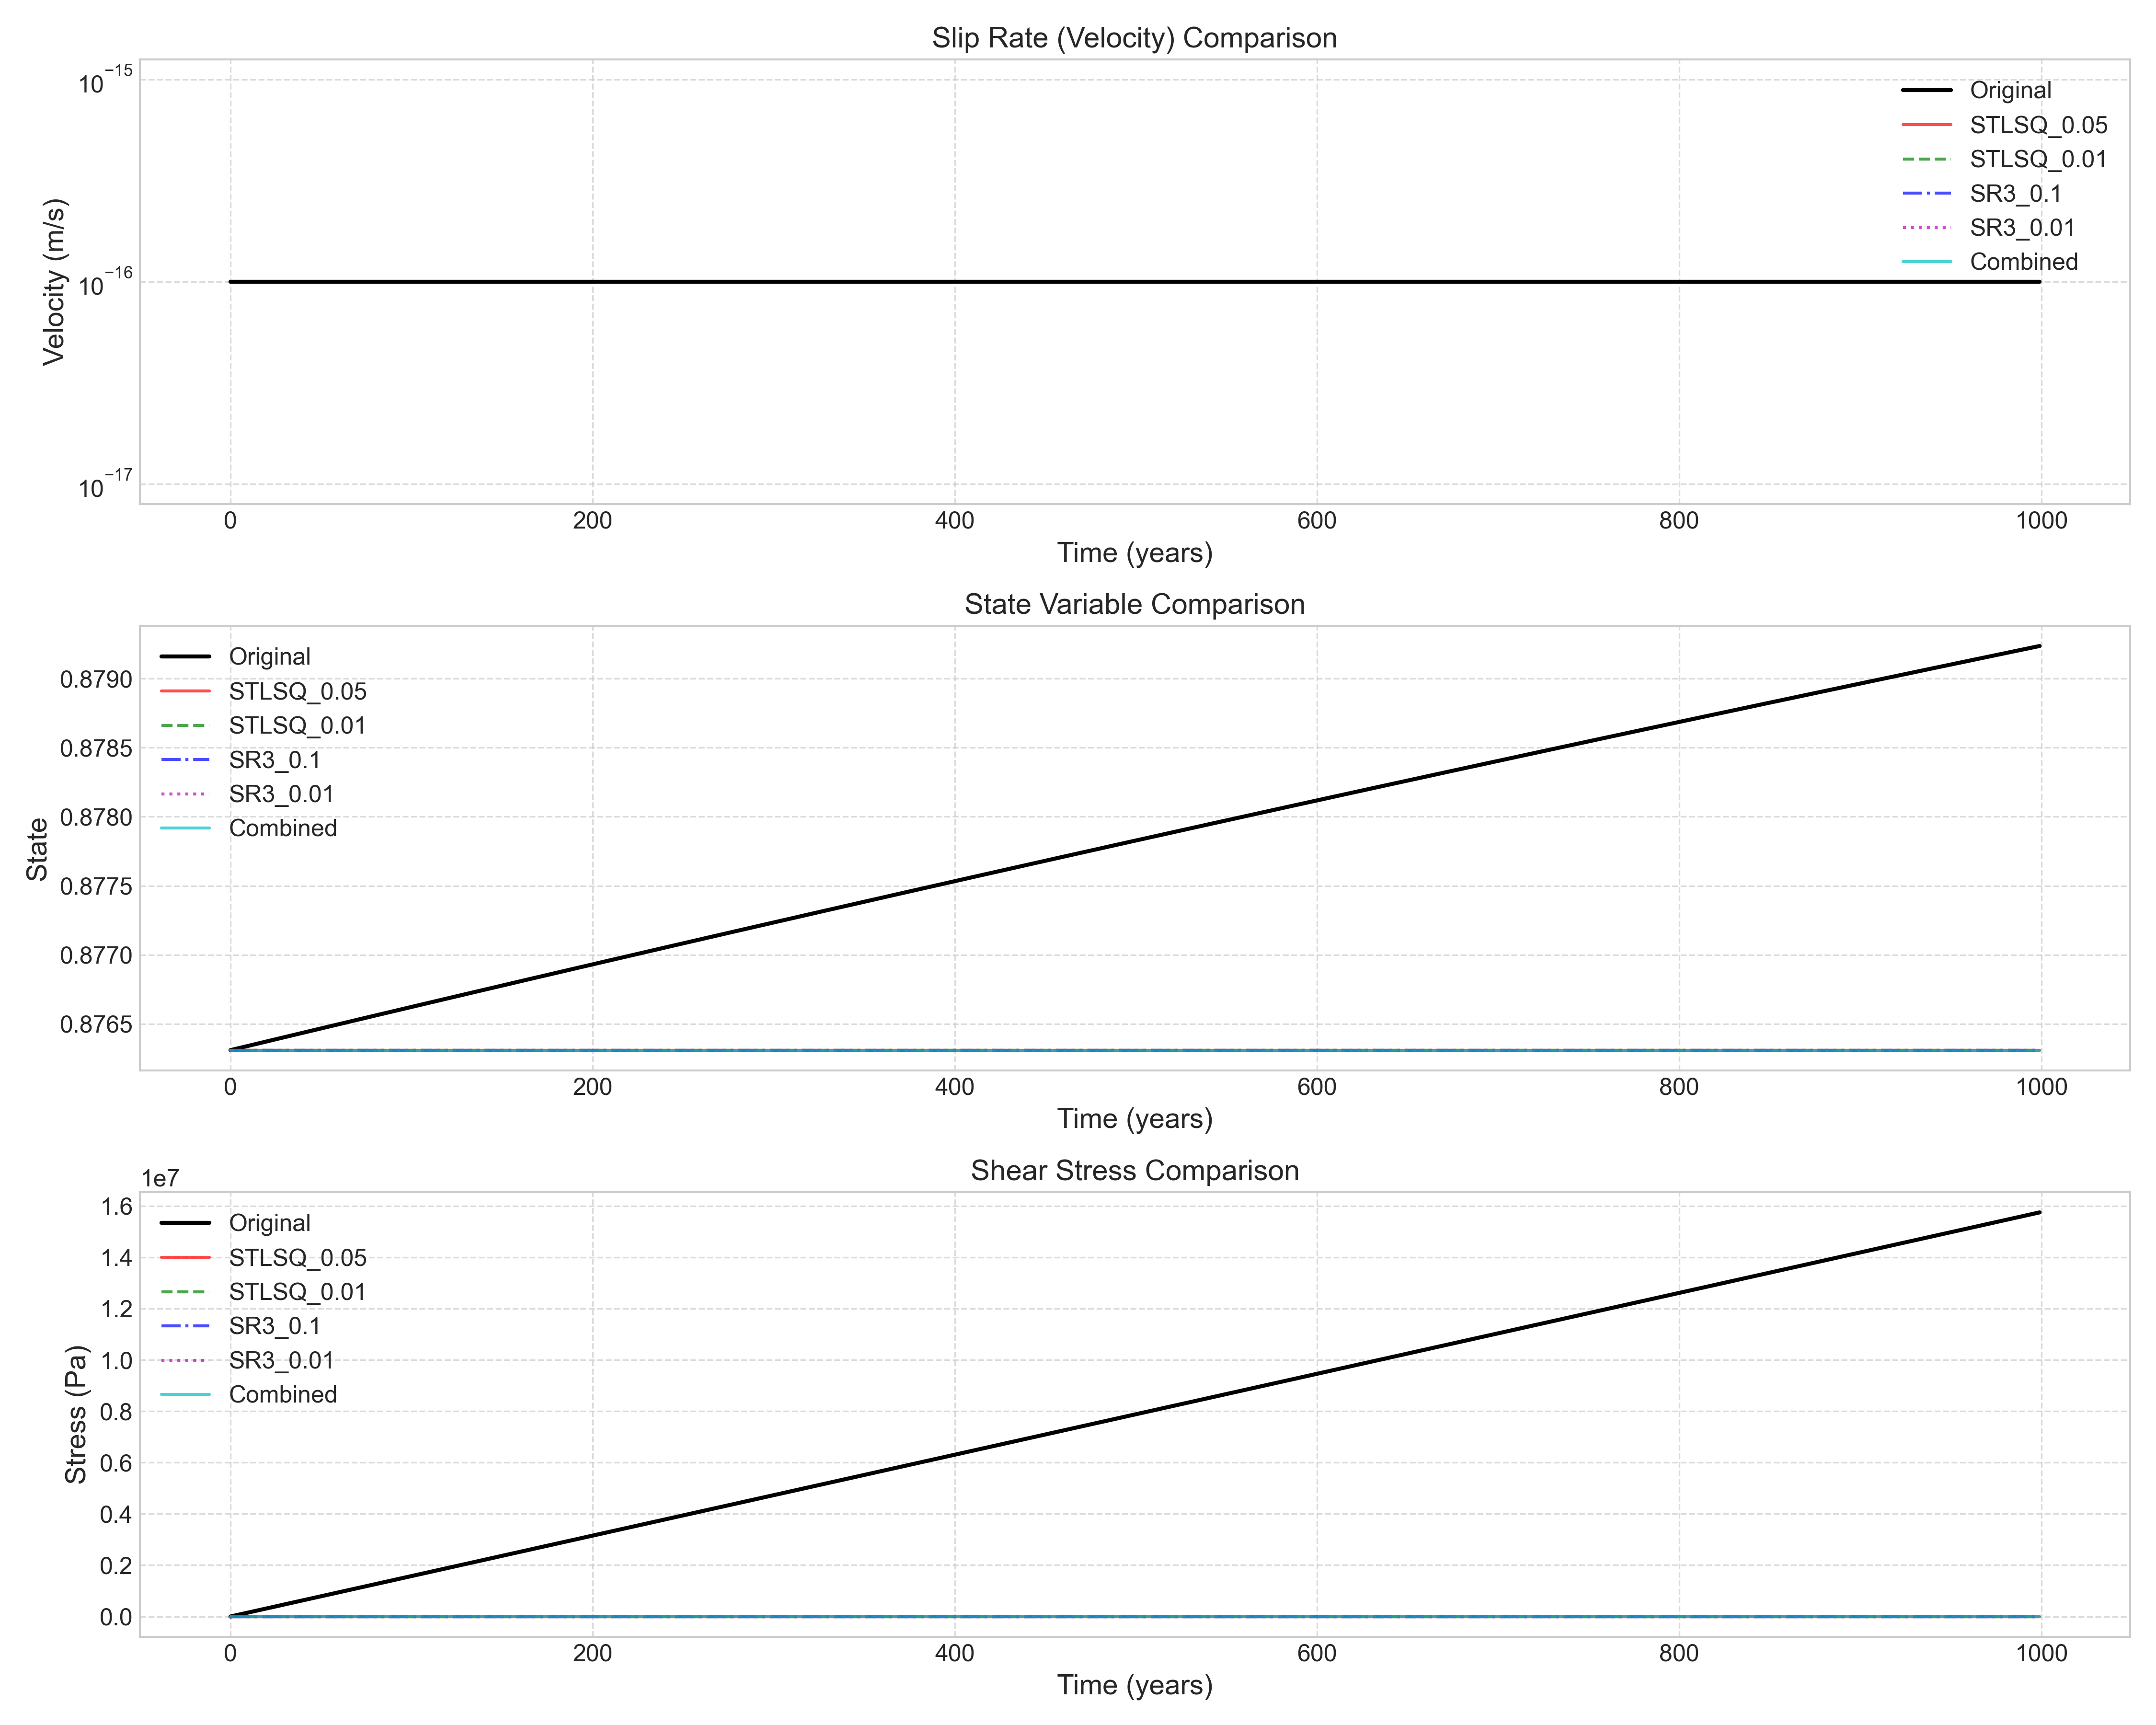 Slip Rate (Velocity) Comparison
10^−15
10^−16
10^−17
Velocity (m/s)
Original
STLSQ_0.05
STLSQ_0.01
SR3_0.1
SR3_0.01
Combined
0 200 400 600 800 1000
Time (years)
State Variable Comparison
0.8790
0.8785
0.8780
0.8775
0.8770
0.8765
State
Original
STLSQ_0.05
STLSQ_0.01
SR3_0.1
SR3_0.01
Combined
0 200 400 600 800 1000
Time (years)
Shear Stress Comparison
1e7
1.6
1.4
1.2
1.0
0.8
0.6
0.4
0.2
0.0
Stress (Pa)
Original
STLSQ_0.05
STLSQ_0.01
SR3_0.1
SR3_0.01
Combined
0 200 400 600 800 1000
Time (years)